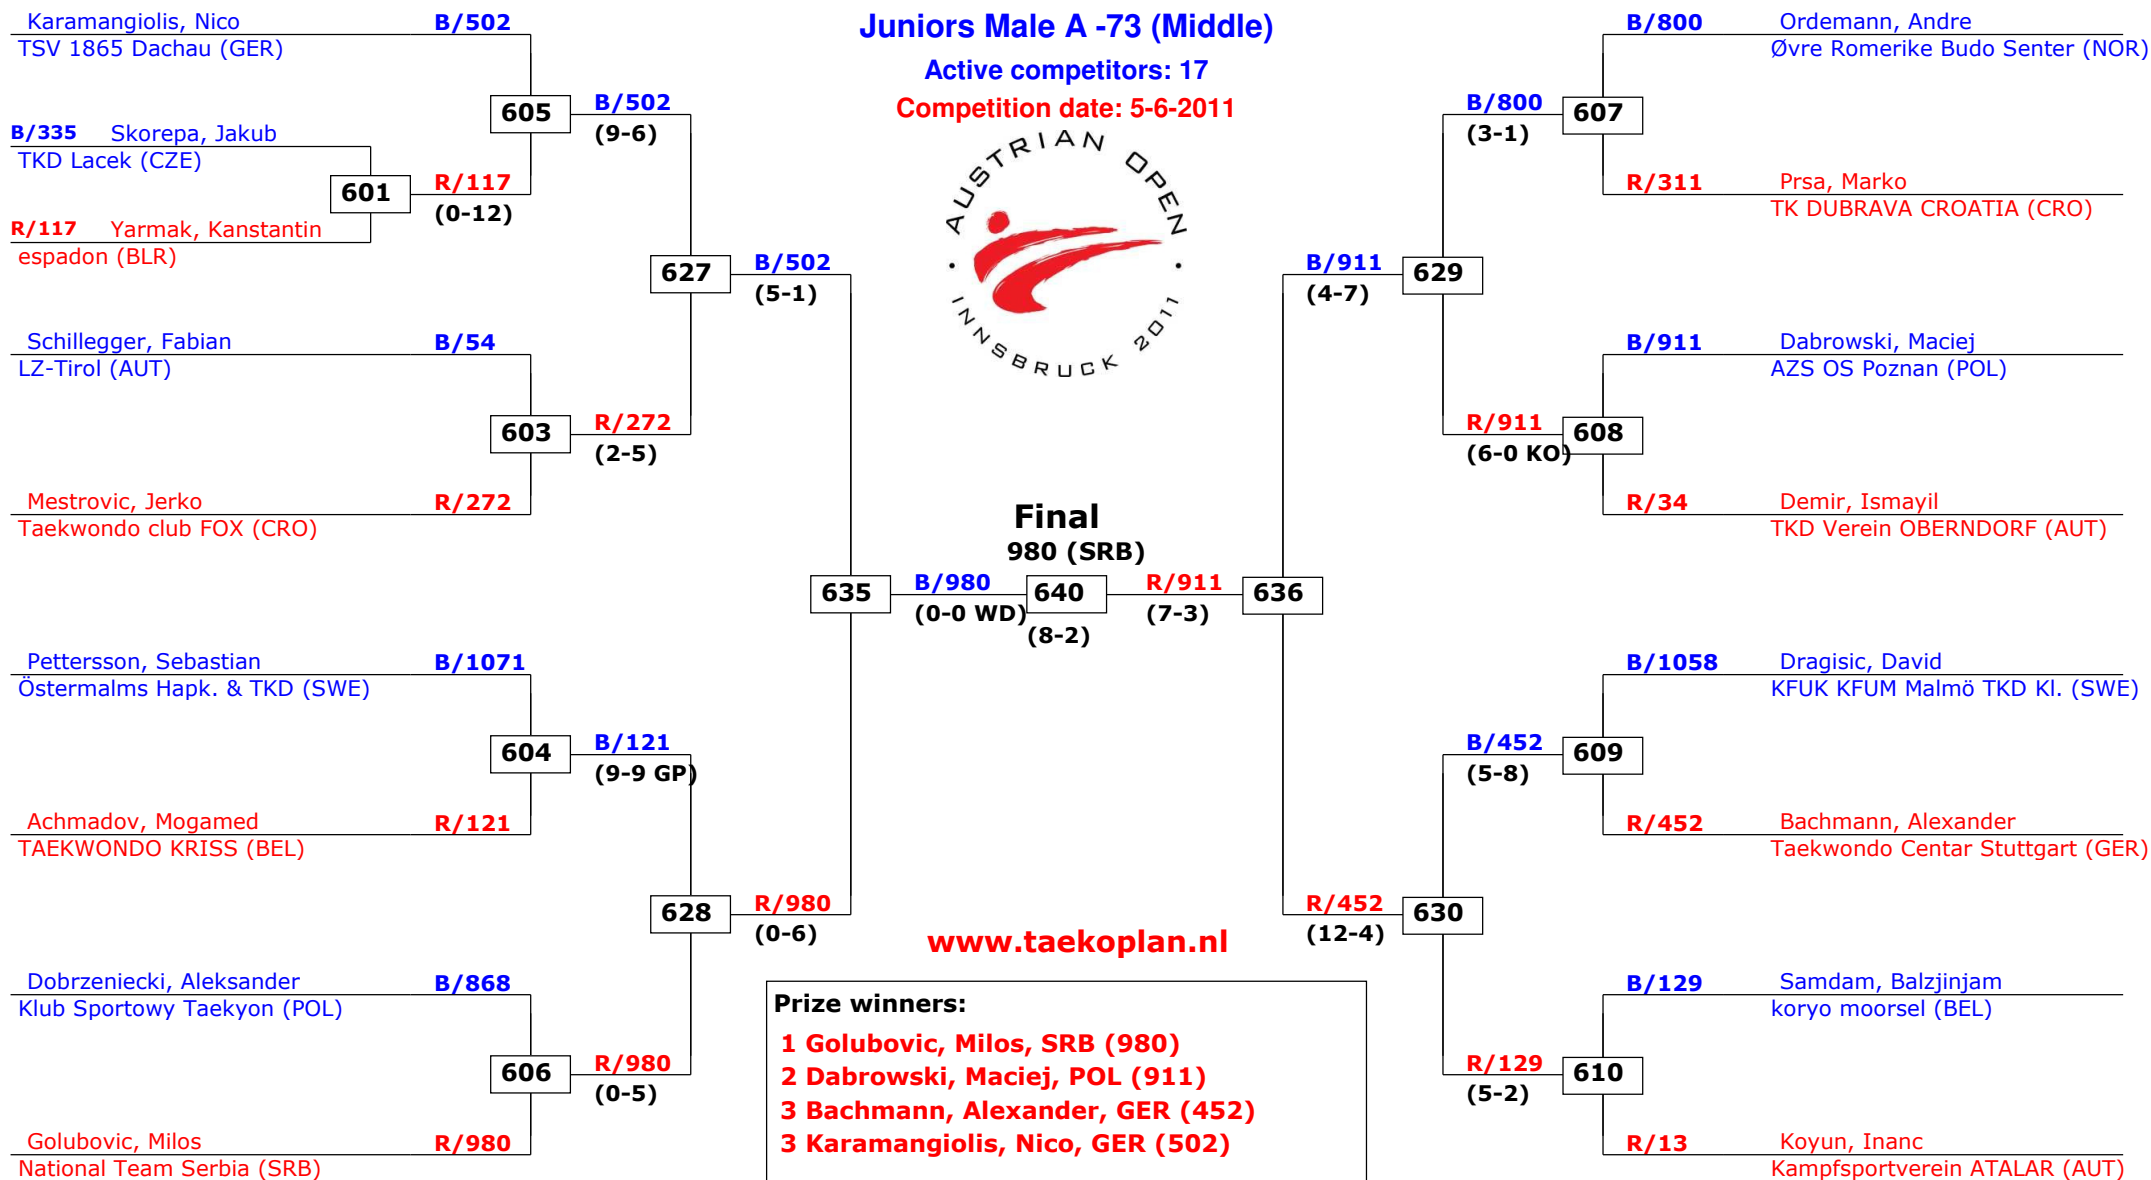 Juniors Male A -73 (Middle)
Active competitors: 17
Competition date: 5-6-2011
AUSTRIAN OPEN
· INNSBRUCK 2011 ·
Karamangiolis, Nico
B/502
TSV 1865 Dachau (GER)
605
B/502
(9-6)
B/335
Skorepa, Jakub
TKD Lacek (CZE)
601
R/117
(0-12)
R/117
Yarmak, Kanstantin
espadon (BLR)
627
B/502
(5-1)
Schillegger, Fabian
B/54
LZ-Tirol (AUT)
603
R/272
(2-5)
Mestrovic, Jerko
R/272
Taekwondo club FOX (CRO)
635
B/980
(0-0 WD)
Pettersson, Sebastian
B/1071
Östermalms Hapk. & TKD (SWE)
604
B/121
(9-9 GP)
Achmadov, Mogamed
R/121
TAEKWONDO KRISS (BEL)
628
R/980
(0-6)
Dobrzeniecki, Aleksander
B/868
Klub Sportowy Taekyon (POL)
606
R/980
(0-5)
Golubovic, Milos
R/980
National Team Serbia (SRB)
Final
980 (SRB)
640
(8-2)
R/911
(7-3)
636
B/800
Ordemann, Andre
Øvre Romerike Budo Senter (NOR)
B/800
(3-1)
607
R/311
Prsa, Marko
TK DUBRAVA CROATIA (CRO)
B/911
(4-7)
629
B/911
Dabrowski, Maciej
AZS OS Poznan (POL)
R/911
(6-0 KO)
608
R/34
Demir, Ismayil
TKD Verein OBERNDORF (AUT)
B/1058
Dragisic, David
KFUK KFUM Malmö TKD Kl. (SWE)
B/452
(5-8)
609
R/452
Bachmann, Alexander
Taekwondo Centar Stuttgart (GER)
R/452
(12-4)
630
B/129
Samdam, Balzjinjam
koryo moorsel (BEL)
R/129
(5-2)
610
R/13
Koyun, Inanc
Kampfsportverein ATALAR (AUT)
www.taekoplan.nl
Prize winners:
1 Golubovic, Milos, SRB (980)
2 Dabrowski, Maciej, POL (911)
3 Bachmann, Alexander, GER (452)
3 Karamangiolis, Nico, GER (502)